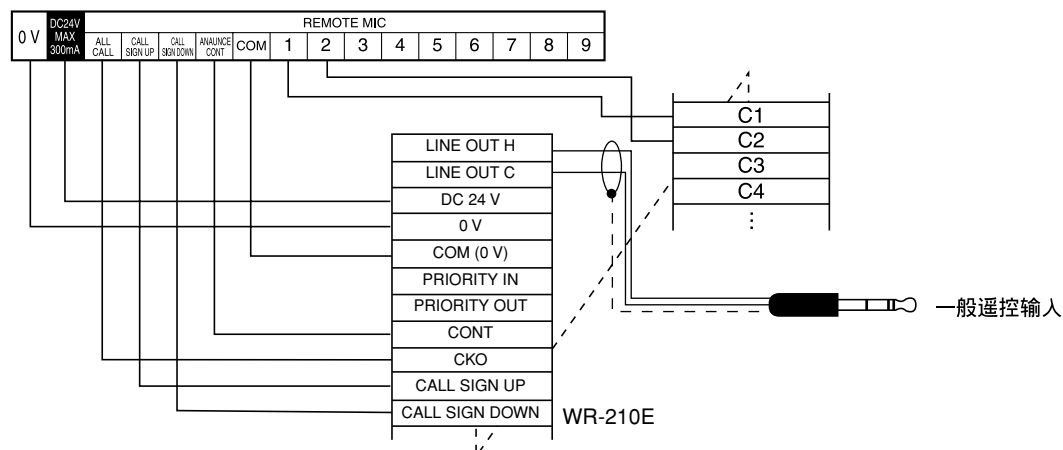 REMOTE MIC
0 V
DC24V
MAX
300mA
ALL
CALL
CALL
SIGN UP
CALL
SIGN DOWN
ANAUNCE
CONT
COM
1
2
3
4
5
6
7
8
9
C1
C2
C3
C4
LINE OUT H
LINE OUT C
DC 24 V
0 V
COM (0 V)
PRIORITY IN
PRIORITY OUT
CONT
CKO
CALL SIGN UP
CALL SIGN DOWN
WR-210E
一般遥控输入